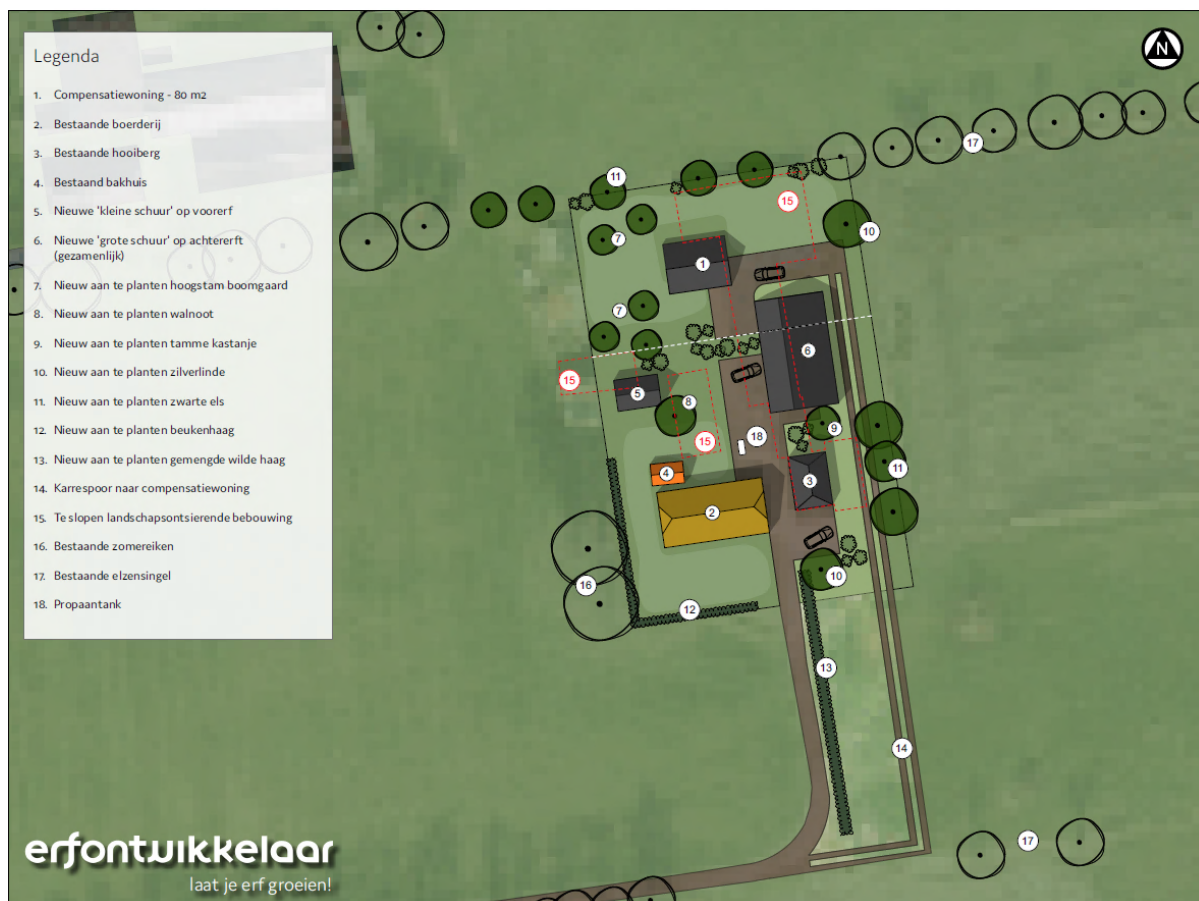 Legenda
1. Compensatiewoning - 80 m2
2. Bestaande boerderij
3. Bestaande hooiberg
4. Bestaand bakhuis
5. Nieuwe 'kleine schuur' op voorerf
6. Nieuwe 'grote schuur' op achtererft
(gezamenlijk)
7. Nieuw aan te planten hoogstam boomgaard
8. Nieuw aan te planten walnoot
9. Nieuw aan te planten tamme kastanje
10. Nieuw aan te planten zilverlinde
11. Nieuw aan te planten zwarte els
12. Nieuw aan te planten beukenhaag
13. Nieuw aan te planten gemengde wilde haag
14. Karrespoor naar compensatiewoning
15. Te slopen landschapsontsierende bebouwing
16. Bestaande zomereiken
17. Bestaande elzensingel
18. Propaantank
N
17
11
15
10
7
1
7
6
15
5
8
9
18
15
11
4
3
2
10
16
12
13
14
17
erfontwikkelaar
laat je erf groeien!